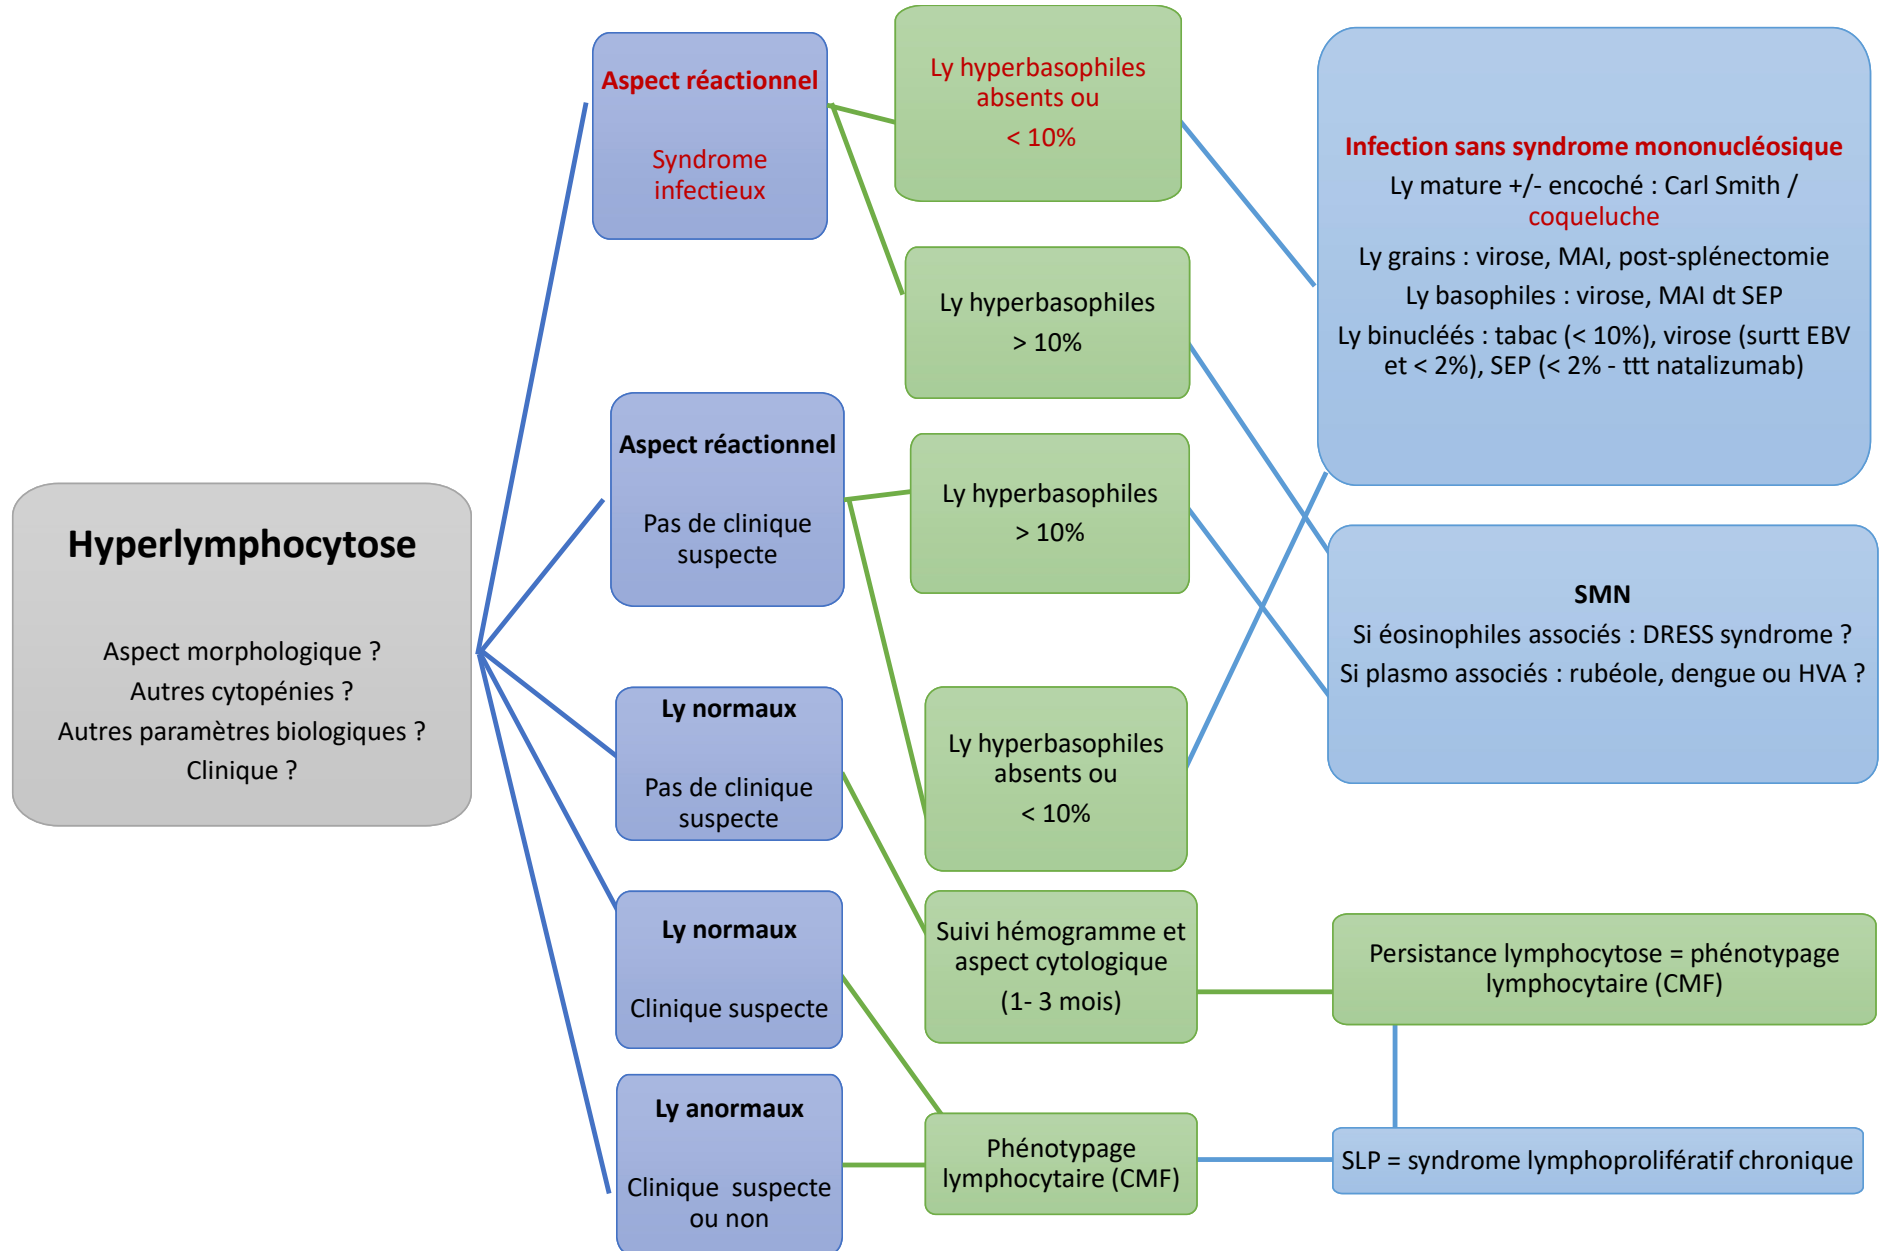 Hyperlymphocytose
Aspect morphologique ?
Autres cytopénies ?
Autres paramètres biologiques ?
Clinique ?
Aspect réactionnel
Syndrome
infectieux
Aspect réactionnel
Pas de clinique
suspecte
Ly normaux
Pas de clinique
suspecte
Ly normaux
Clinique suspecte
Ly anormaux
Clinique suspecte
ou non
Ly hyperbasophiles
absents ou
< 10%
Ly hyperbasophiles
> 10%
Ly hyperbasophiles
> 10%
Ly hyperbasophiles
absents ou
< 10%
Suivi hémogramme et
aspect cytologique
(1- 3 mois)
Phénotypage
lymphocytaire (CMF)
Infection sans syndrome mononucléosique
Ly mature +/- encoché : Carl Smith /
coqueluche
Ly grains : virose, MAI, post-splénectomie
Ly basophiles : virose, MAI dt SEP
Ly binucléés : tabac (< 10%), virose (surtt EBV
et < 2%), SEP (< 2% - ttt natalizumab)
SMN
Si éosinophiles associés : DRESS syndrome ?
Si plasmo associés : rubéole, dengue ou HVA ?
Persistance lymphocytose = phénotypage
lymphocytaire (CMF)
SLP = syndrome lymphoprolifératif chronique